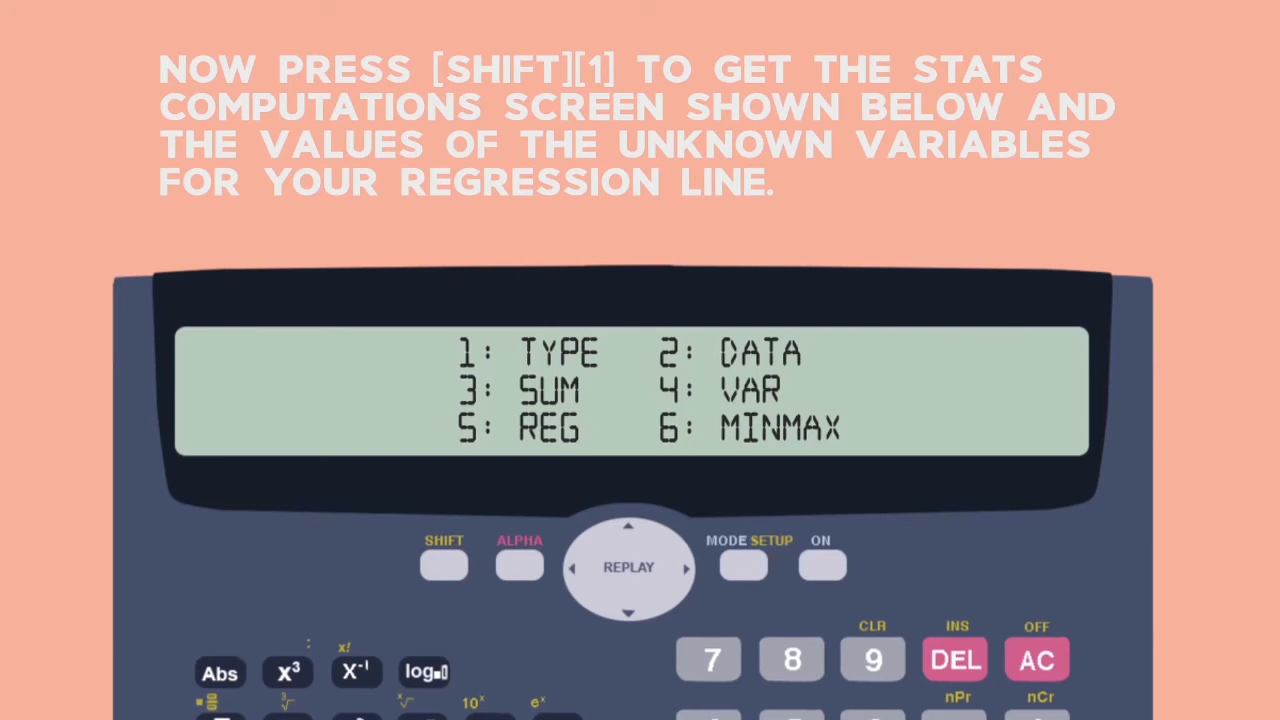 NOW PRESS [SHIFT][1] TO GET THE STATS
COMPUTATIONS SCREEN SHOWN BELOW AND
THE VALUES OF THE UNKNOWN VARIABLES
FOR YOUR REGRESSION LINE.
1: TYPE 2: DATA
3: SUM 4: VAR
5: REG 6: MINMAX
SHIFT ALPHA MODE SETUP ON
REPLAY
CLR INS OFF
: x!
Abs x³ X⁻¹ log 7 8 9 DEL AC
³√ ˣ√ 10ˣ eˣ nPr nCr